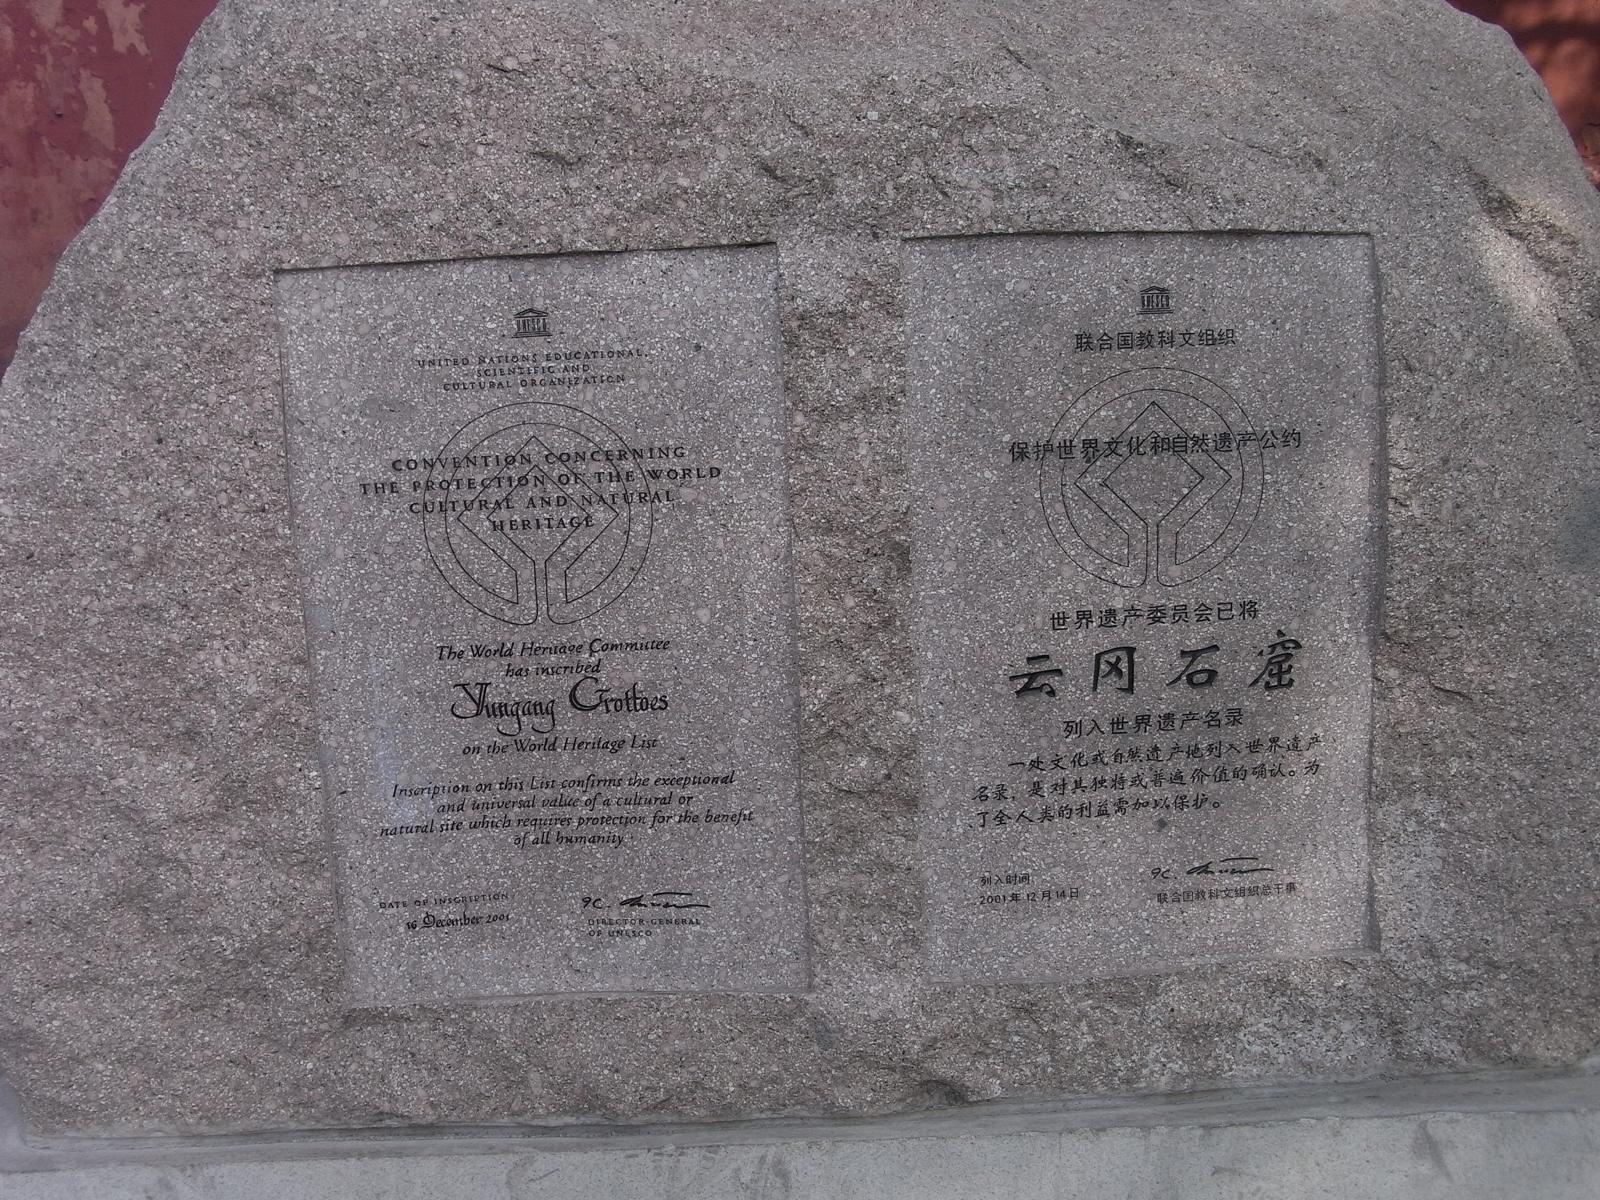 UNESCO
UNITED NATIONS EDUCATIONAL,
SCIENTIFIC AND
CULTURAL ORGANIZATION
CONVENTION CONCERNING
THE PROTECTION OF THE WORLD
CULTURAL AND NATURAL
HERITAGE
The World Heritage Committee
has inscribed
Yungang Grottoes
on the World Heritage List
Inscription on this List confirms the exceptional
and universal value of a cultural or
natural site which requires protection for the benefit
of all humanity
DATE OF INSCRIPTION
16 December 2001
DIRECTOR-GENERAL
OF UNESCO
UNESCO
联合国教科文组织
保护世界文化和自然遗产公约
世界遗产委员会已将
云冈石窟
列入世界遗产名录
一处文化或自然遗产地列入世界遗产
名录，是对其独特或普遍价值的确认。为
了全人类的利益需加以保护。
列入时间
2001年12月14日
联合国教科文组织总干事